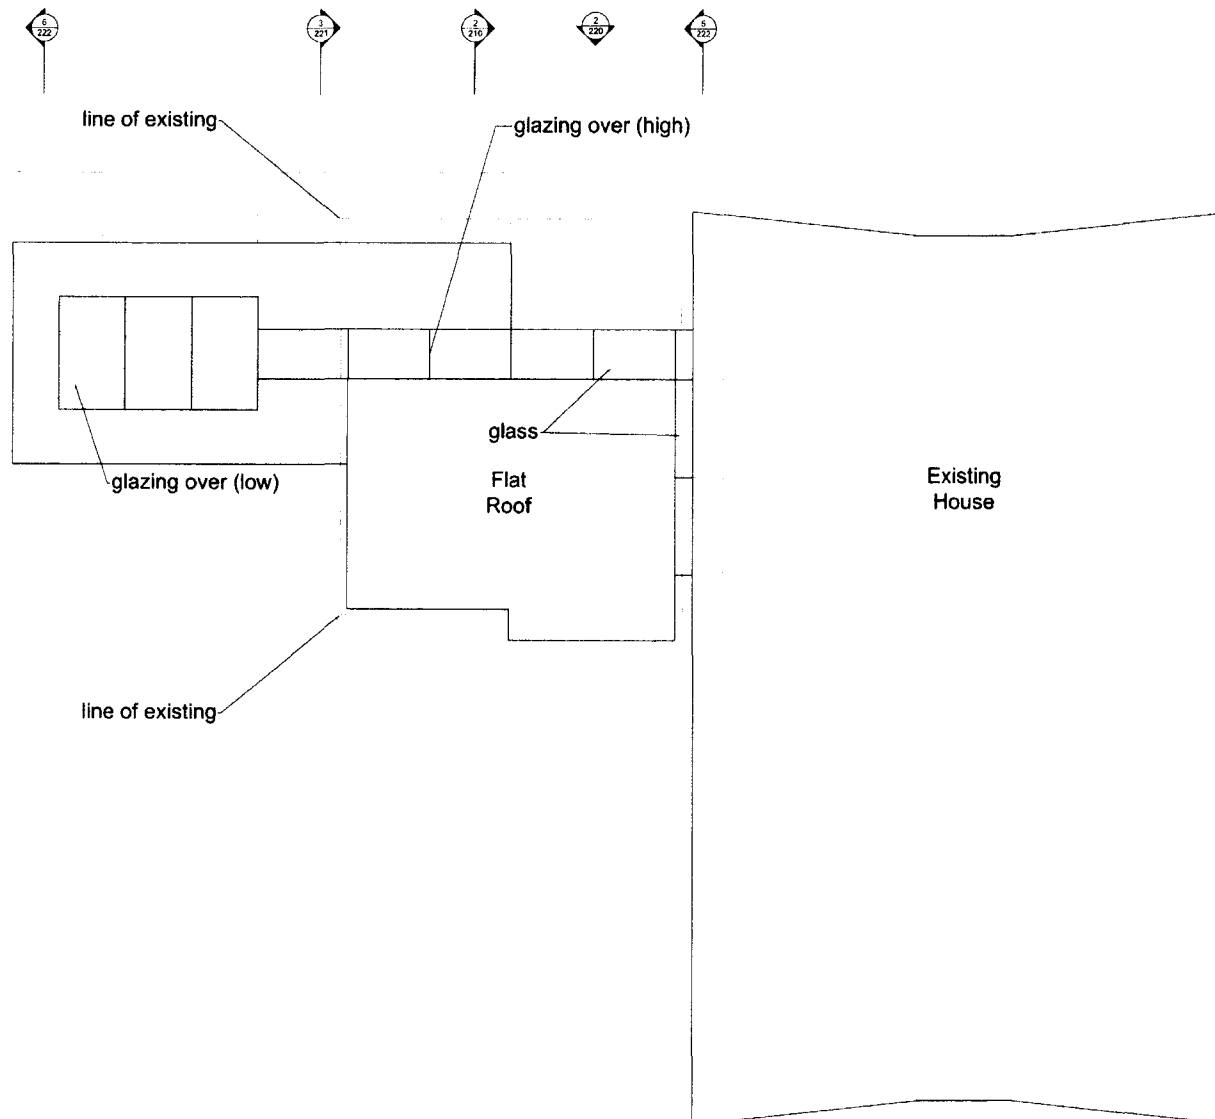 6
222
3
221
2
210
2
220
5
222
line of existing
glazing over (high)
glass
glazing over (low)
Flat
Roof
Existing
House
line of existing